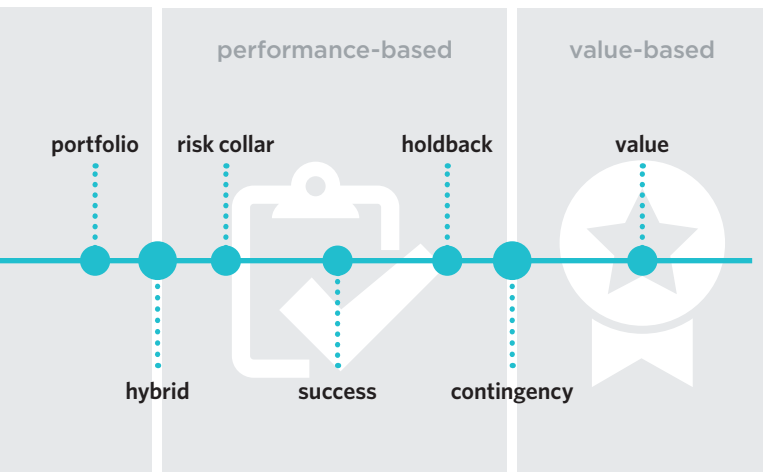 performance-based
value-based
portfolio
risk collar
holdback
value
hybrid
success
contingency